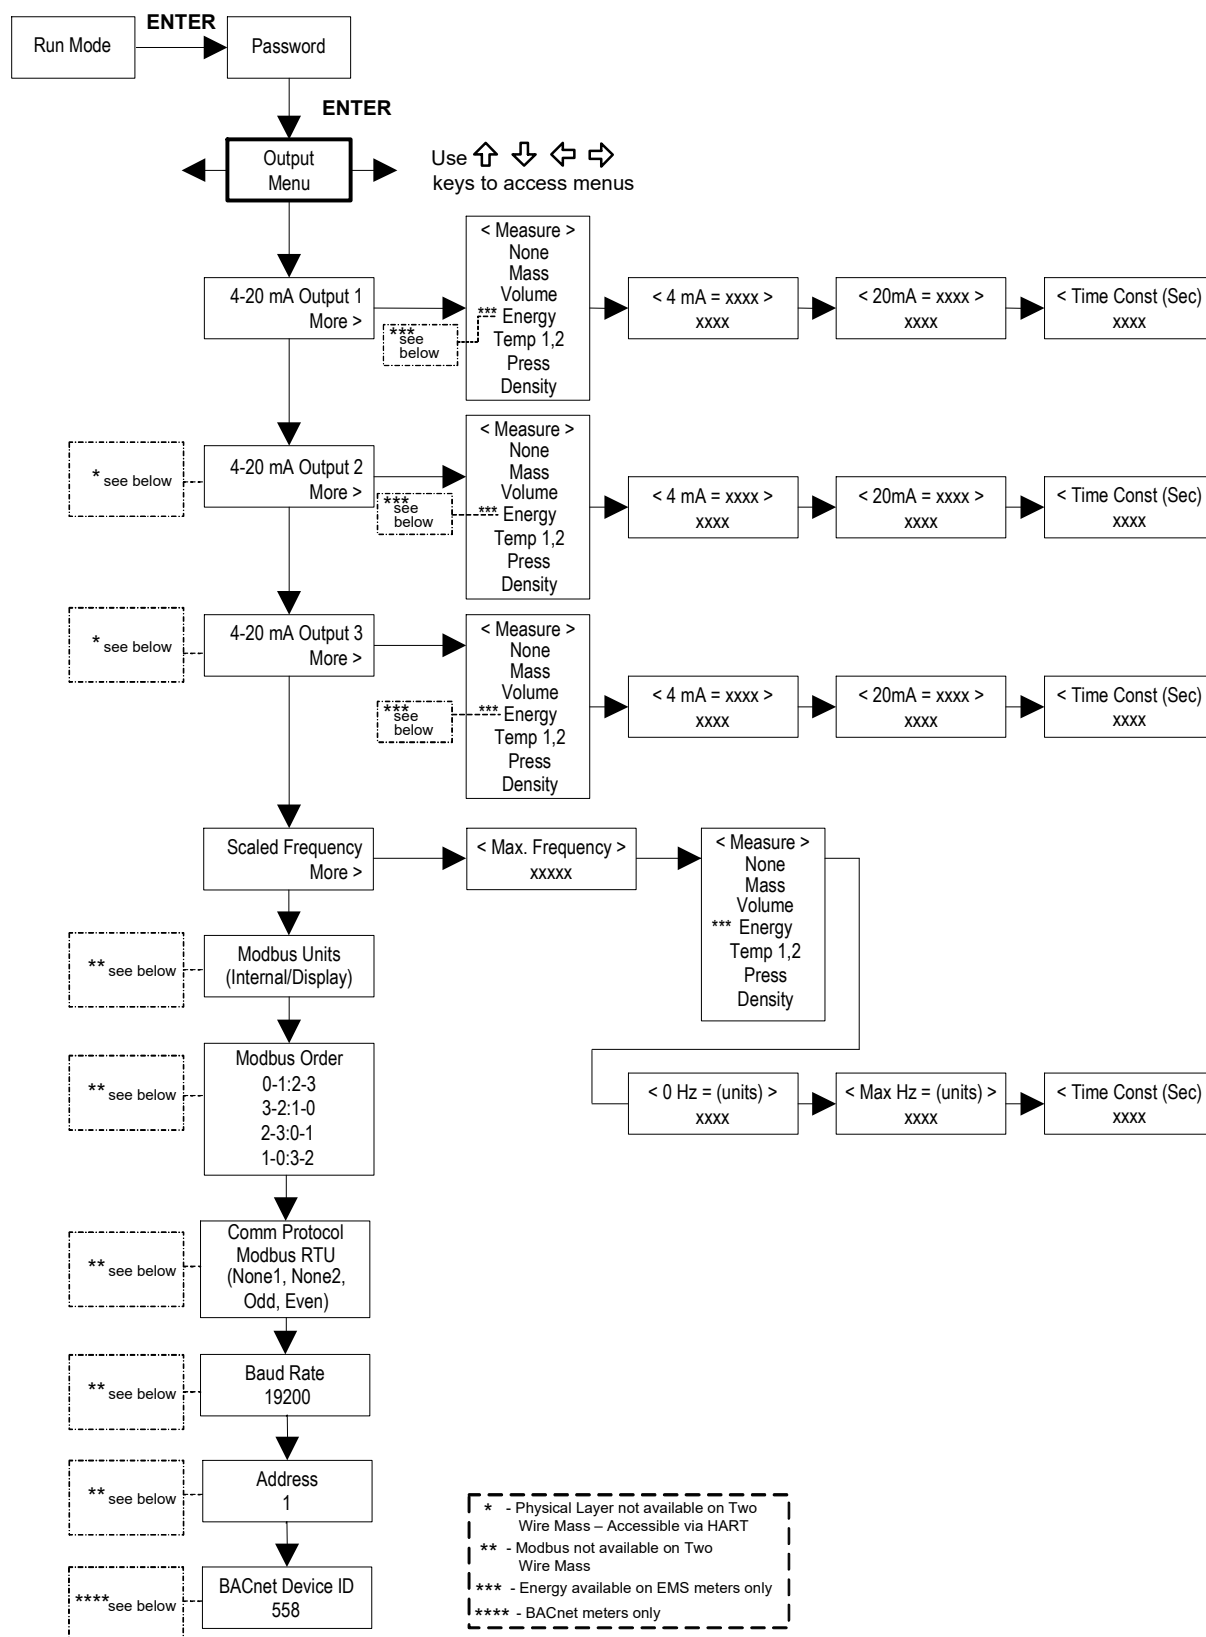 Run Mode
ENTER
Password
ENTER
Output
Menu
Use
keys to access menus
4-20 mA Output 1
More >
***
see
below
< Measure >
None
Mass
Volume
*** Energy
Temp 1,2
Press
Density
< 4 mA = xxxx >
xxxx
< 20mA = xxxx >
xxxx
< Time Const (Sec)
xxxx
* see below
4-20 mA Output 2
More >
***
see
below
< Measure >
None
Mass
Volume
*** Energy
Temp 1,2
Press
Density
< 4 mA = xxxx >
xxxx
< 20mA = xxxx >
xxxx
< Time Const (Sec)
xxxx
* see below
4-20 mA Output 3
More >
***
see
below
< Measure >
None
Mass
Volume
*** Energy
Temp 1,2
Press
Density
< 4 mA = xxxx >
xxxx
< 20mA = xxxx >
xxxx
< Time Const (Sec)
xxxx
Scaled Frequency
More >
< Max. Frequency >
xxxxx
< Measure >
None
Mass
Volume
*** Energy
Temp 1,2
Press
Density
< 0 Hz = (units) >
xxxx
< Max Hz = (units) >
xxxx
< Time Const (Sec)
xxxx
** see below
Modbus Units
(Internal/Display)
** see below
Modbus Order
0-1:2-3
3-2:1-0
2-3:0-1
1-0:3-2
** see below
Comm Protocol
Modbus RTU
(None1, None2,
Odd, Even)
** see below
Baud Rate
19200
** see below
Address
1
**** see below
BACnet Device ID
558
* - Physical Layer not available on Two
Wire Mass – Accessible via HART
** - Modbus not available on Two
Wire Mass
*** - Energy available on EMS meters only
**** - BACnet meters only